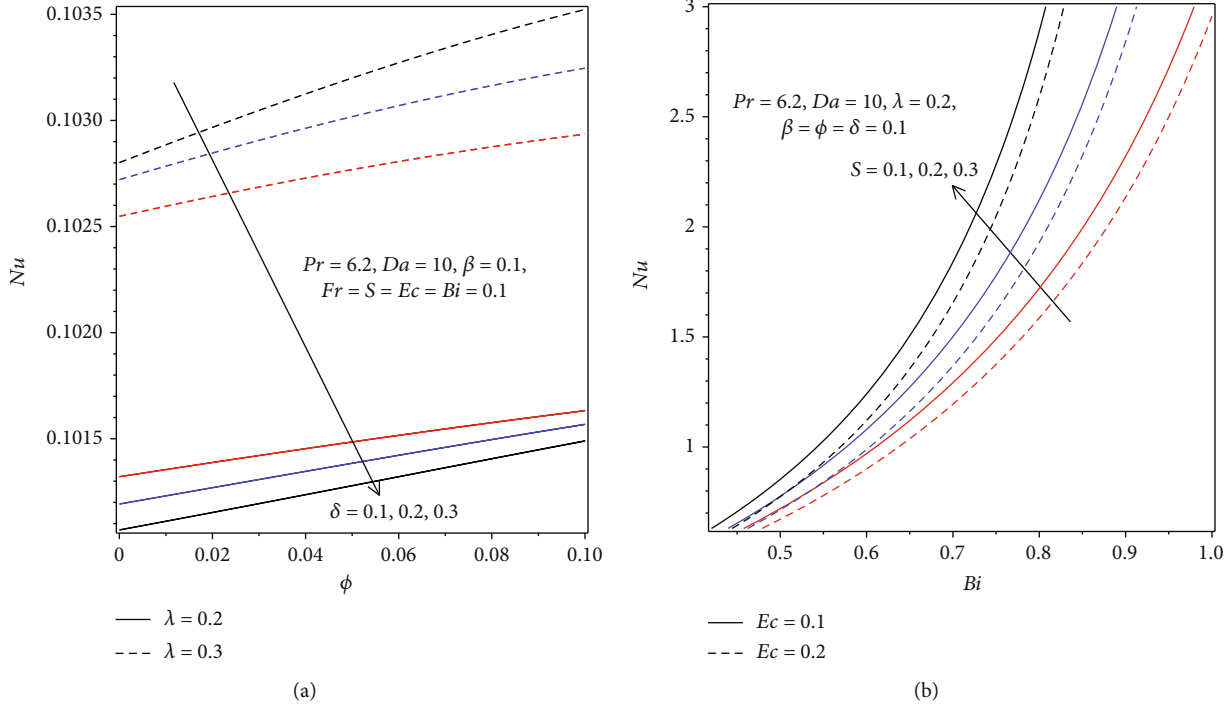 0.1035
0.1030
0.1025
0.1020
0.1015
Nu
Pr = 6.2, Da = 10, β = 0.1,
Fr = S = Ec = Bi = 0.1
δ = 0.1, 0.2, 0.3
0 0.02 0.04 0.06 0.08 0.10
ϕ
λ = 0.2
λ = 0.3
(a)
3
2.5
2
1.5
1
Nu
Pr = 6.2, Da = 10, λ = 0.2,
β = ϕ = δ = 0.1
S = 0.1, 0.2, 0.3
0.5 0.6 0.7 0.8 0.9 1.0
Bi
Ec = 0.1
Ec = 0.2
(b)